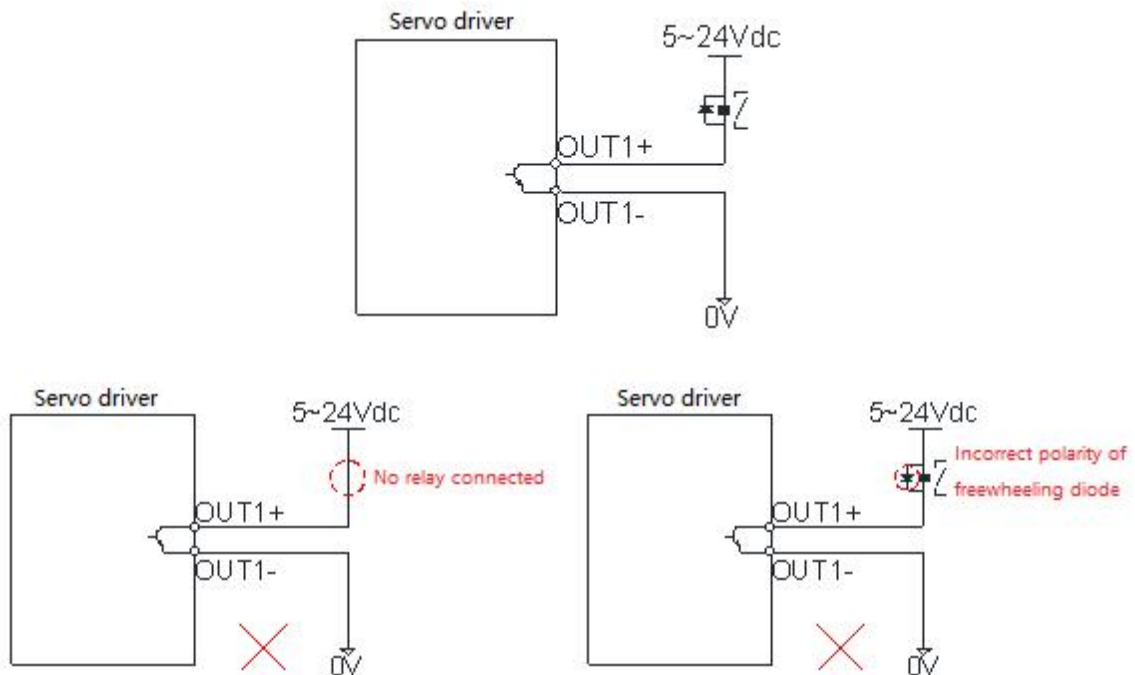 Servo driver
5~24Vdc
OUT1+
OUT1-
0V
Servo driver
5~24Vdc
No relay connected
OUT1+
OUT1-
0V
Servo driver
5~24Vdc
Incorrect polarity of
freewheeling diode
OUT1+
OUT1-
0V